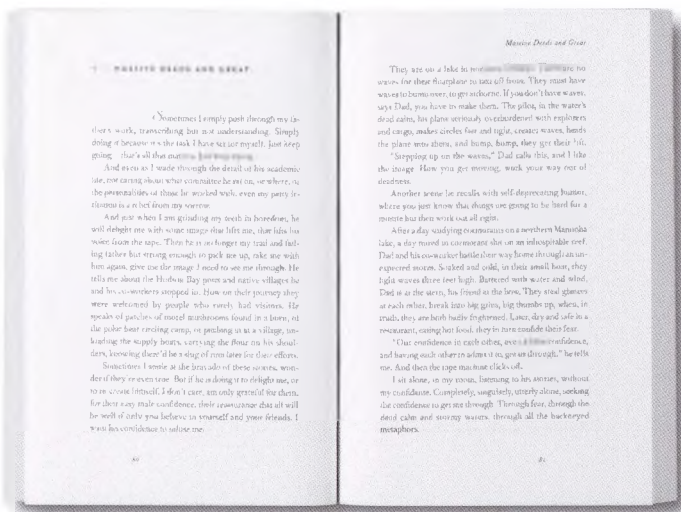 MASSIVE DEEDS AND GREAT
Sometimes I simply push through my fa-
ther's work, transcribing but not understanding. Simply
doing it because it's the task I have set for myself. Just keep
going – that's all that
And even as I wade through the detail of his academic
life, not caring about what committee he sat on, or where, or
the personalities of those he worked with, even my petty ir-
ritation is a relief from my sorrow.
And just when I am grinding my teeth in boredom, he
will delight me with some image that lifts me, that lifts his
voice from the tape. Then he is no longer my frail and fail-
ing father but strong enough to pick me up, take me with
him again, give me the image I need to see me through. He
tells me about the Hudson Bay posts and native villages he
and his co-workers stopped in. How on their journey they
were welcomed by people who rarely had visitors. He
speaks of patches of morel mushrooms found in a burn, of
the polar bear circling camp, of pitching in at a village, un-
loading the supply boats, carrying the flour on his shoul-
ders, knowing there'd be a slug of rum later for their efforts.
Sometimes I smile at the bravado of these stories, won-
der if they're even true. But if he is doing it to delight me, or
to re-create himself, I don't care, am only grateful for them,
for their easy male confidence, their reassurance that all will
be well if only you believe in yourself and your friends. I
want his confidence to infuse me.
Massive Deeds and Great
They are on a lake in are no
waves for their floatplane to take off from. They must have
waves to bump over, to get airborne. If you don't have waves,
says Dad, you have to make them. The pilot, in the water's
dead calm, his plane seriously overburdened with explorers
and cargo, makes circles fast and tight, creates waves, heads
the plane into them, and bump, bump, they get their lift.
"Stepping up on the waves," Dad calls this, and I like
the image. How you get moving, work your way out of
deadness.
Another scene he recalls with self-deprecating humor,
where you just know that things are going to be hard for a
minute but then work out all right.
After a day studying cormorants on a northern Manitoba
lake, a day mired in cormorant shit on an inhospitable reef,
Dad and his co-worker battle their way home through an un-
expected storm. Soaked and cold, in their small boat, they
fight waves three feet high. Battered with water and wind,
Dad is at the stern, his friend at the bow. They steal glances
at each other, break into big grins, big thumbs up, when, in
truth, they are both badly frightened. Later, dry and safe in a
restaurant, eating hot food, they in turn confide their fear.
"Our confidence in each other, even confidence,
and having each other to admit it to, got us through," he tells
me. And then the tape machine clicks off.
I sit alone, in my room, listening to his stories, without
my confidence. Completely, singularly, utterly alone, seeking
the confidence to get me through. Through fear, through the
dead calm and stormy waters, through all the hackneyed
metaphors.